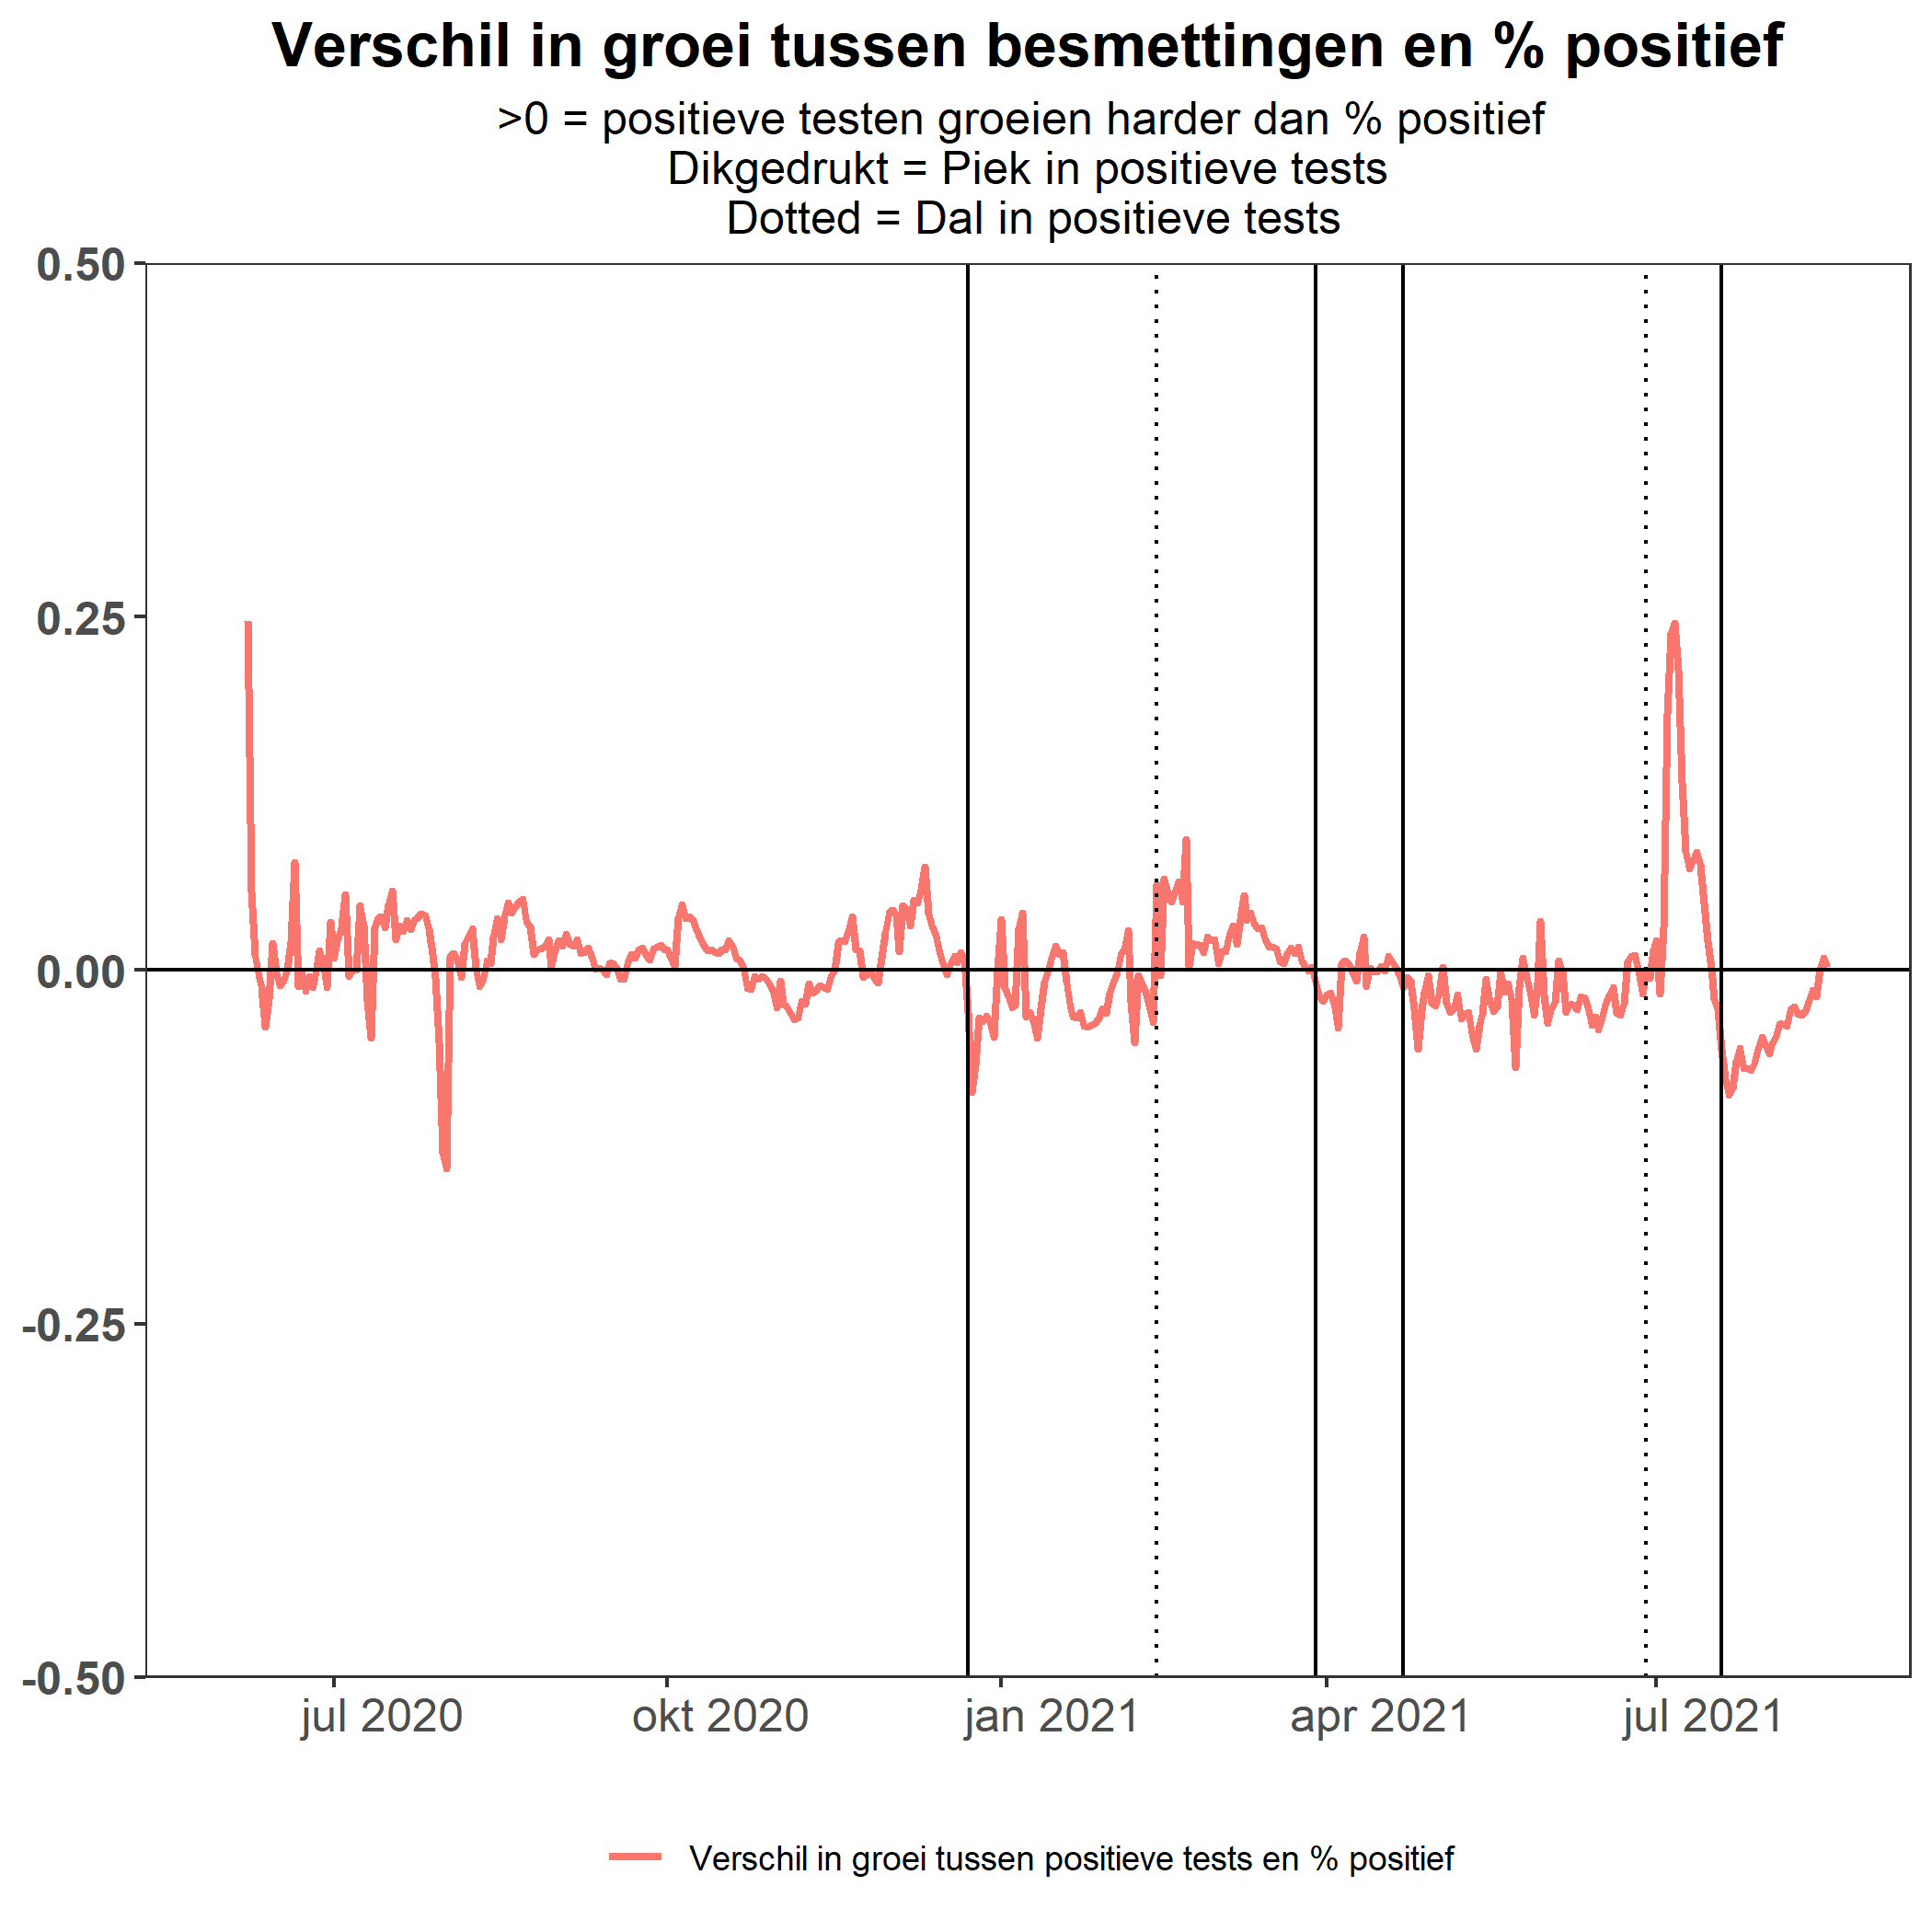 Verschil in groei tussen besmettingen en % positief
>0 = positieve testen groeien harder dan % positief
Dikgedrukt = Piek in positieve tests
Dotted = Dal in positieve tests
0.50
0.25
0.00
-0.25
-0.50
jul 2020
okt 2020
jan 2021
apr 2021
jul 2021
Verschil in groei tussen positieve tests en % positief